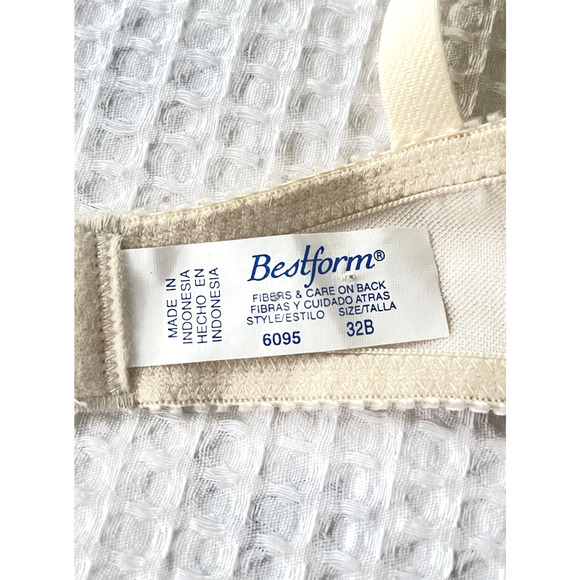 Bestform®
FIBERS & CARE ON BACK
FIBRAS Y CUIDADO ATRAS
STYLE/ESTILO SIZE/TALLA
6095 32B
MADE IN
INDONESIA
HECHO EN
INDONESIA